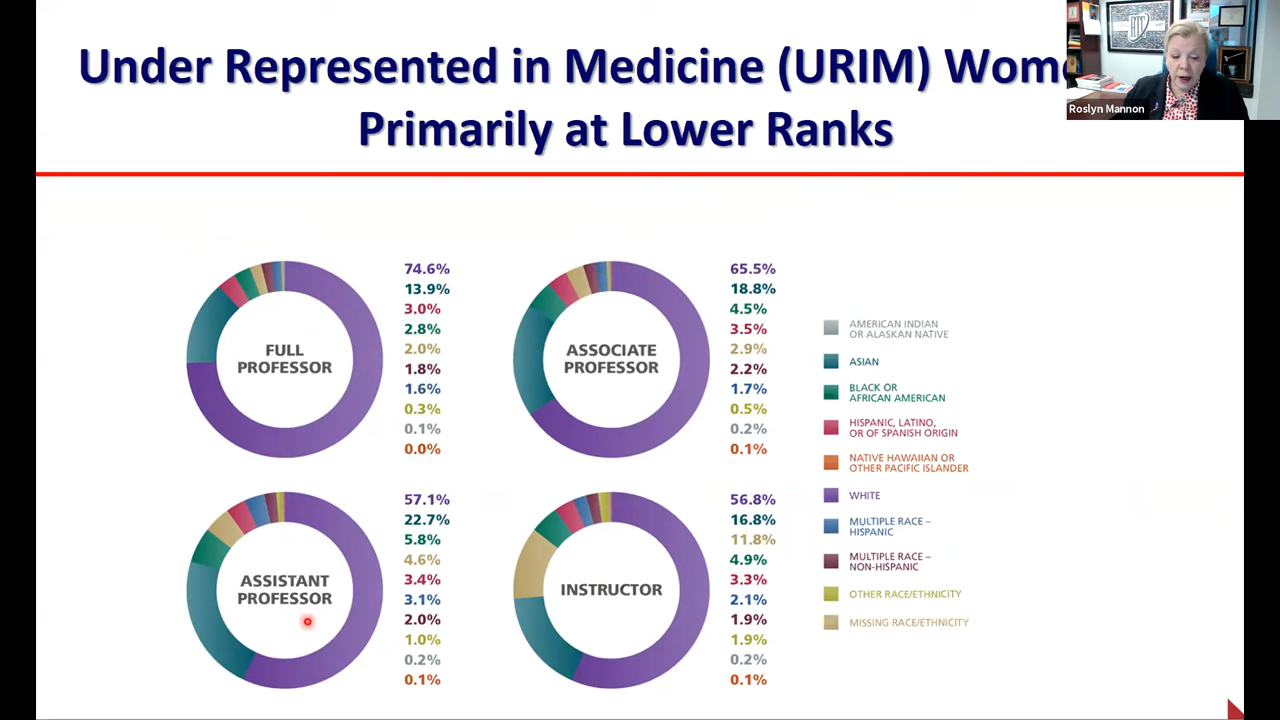 Under Represented in Medicine (URIM)
Primarily at Lower Ranks
Roslyn Mannon
FULL
PROFESSOR
74.6%
13.9%
3.0%
2.8%
2.0%
1.8%
1.6%
0.3%
0.1%
0.0%
ASSOCIATE
PROFESSOR
65.5%
18.8%
4.5%
3.5%
2.9%
2.2%
1.7%
0.5%
0.2%
0.1%
ASSISTANT
PROFESSOR
57.1%
22.7%
5.8%
4.6%
3.4%
3.1%
2.0%
1.0%
0.2%
0.1%
INSTRUCTOR
56.8%
16.8%
11.8%
4.9%
3.3%
2.1%
1.9%
1.9%
0.2%
0.1%
AMERICAN INDIAN
OR ALASKAN NATIVE
ASIAN
BLACK OR
AFRICAN AMERICAN
HISPANIC, LATINO,
OR OF SPANISH ORIGIN
NATIVE HAWAIIAN OR
OTHER PACIFIC ISLANDER
WHITE
MULTIPLE RACE –
HISPANIC
MULTIPLE RACE –
NON-HISPANIC
OTHER RACE/ETHNICITY
MISSING RACE/ETHNICITY